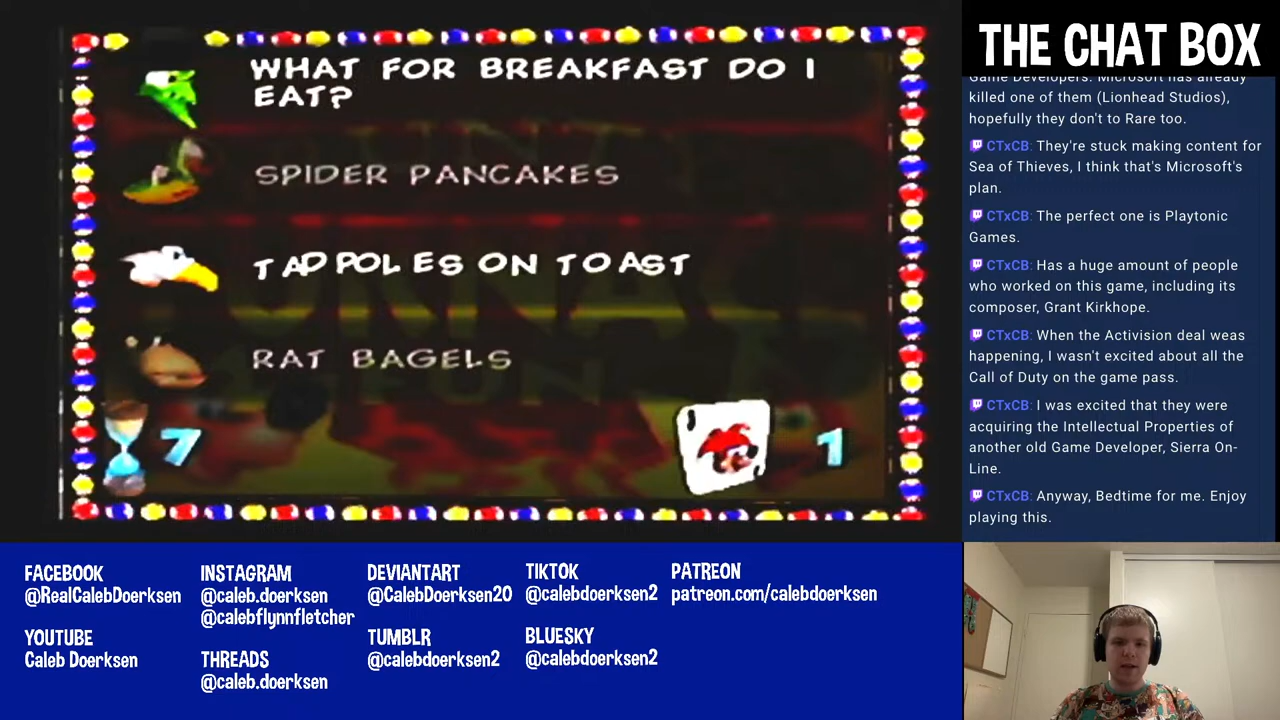 WHAT FOR BREAKFAST DO I
EAT?
SPIDER PANCAKES
TADPOLES ON TOAST
RAT BAGELS
7
J
1
THE CHAT BOX
Game Developers. Microsoft has already
killed one of them (Lionhead Studios),
hopefully they don't to Rare too.
CTxCB: They're stuck making content for
Sea of Thieves, I think that's Microsoft's
plan.
CTxCB: The perfect one is Playtonic
Games.
CTxCB: Has a huge amount of people
who worked on this game, including its
composer, Grant Kirkhope.
CTxCB: When the Activision deal weas
happening, I wasn't excited about all the
Call of Duty on the game pass.
CTxCB: I was excited that they were
acquiring the Intellectual Properties of
another old Game Developer, Sierra On-
Line.
CTxCB: Anyway, Bedtime for me. Enjoy
playing this.
FACEBOOK
@RealCalebDoerksen
YOUTUBE
Caleb Doerksen
INSTAGRAM
@caleb.doerksen
@calebflynnfletcher
THREADS
@caleb.doerksen
DEVIANTART
@CalebDoerksen20
TUMBLR
@calebdoerksen2
TIKTOK
@calebdoerksen2
BLUESKY
@calebdoerksen2
PATREON
patreon.com/calebdoerksen